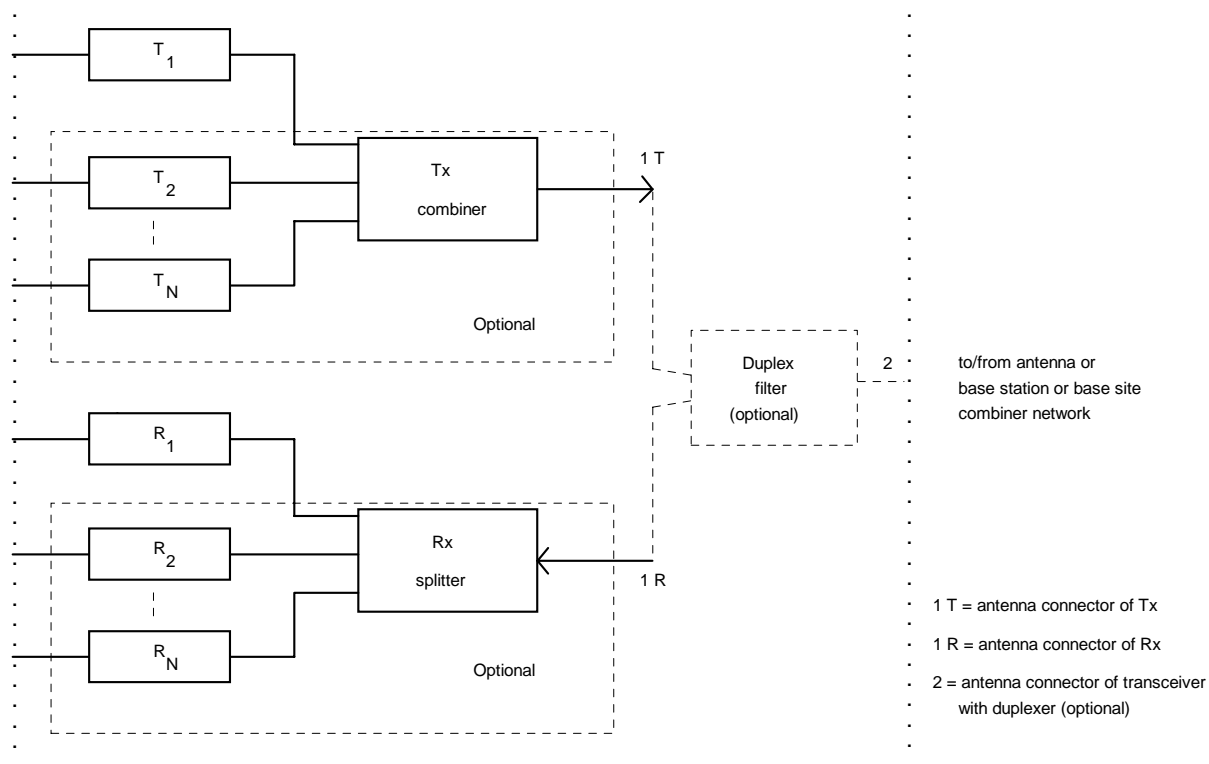 T1
T2
TN
Tx
combiner
Optional
1 T
Duplex
filter
(optional)
2
to/from antenna or
base station or base site
combiner network
R1
R2
RN
Rx
splitter
Optional
1 R
1 T = antenna connector of Tx
1 R = antenna connector of Rx
2 = antenna connector of transceiver
with duplexer (optional)